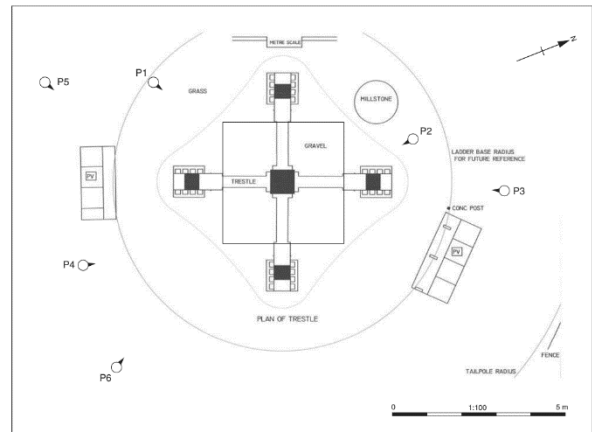 METRE SCALE
N
P5
P1
GRASS
MILLSTONE
P2
GRAVEL
LADDER BASE RADIUS
FOR FUTURE REFERENCE
PV
TRESTLE
P3
CONC POST
PV
P4
PLAN OF TRESTLE
FENCE
P6
TAILPOLE RADIUS
0
1:100
5 m